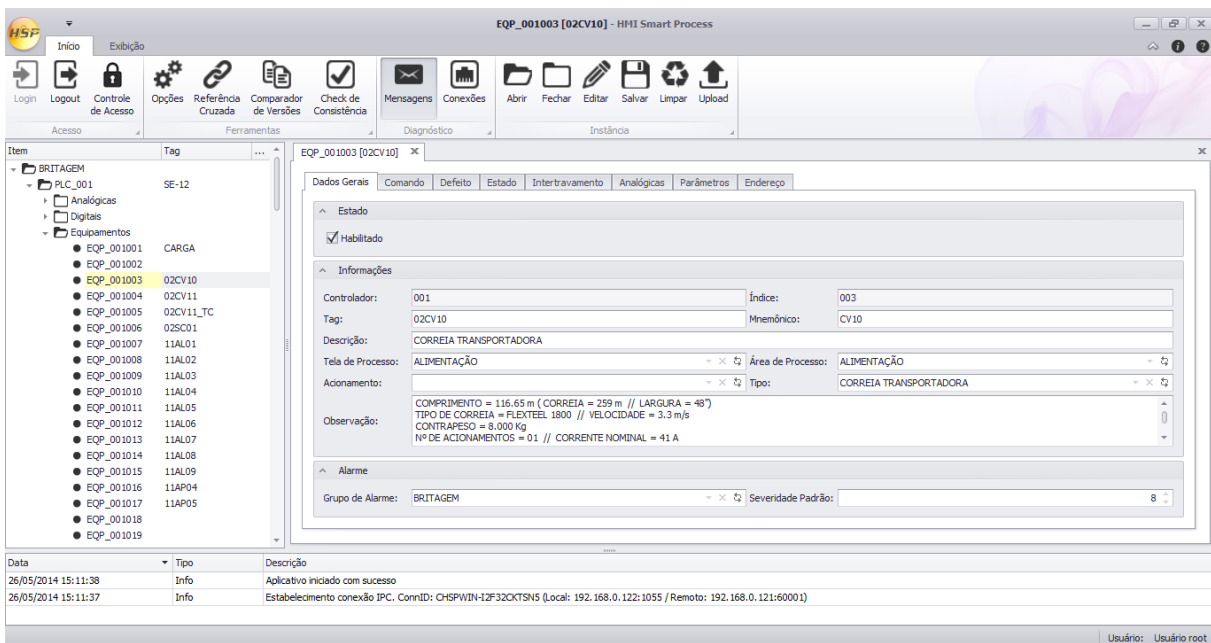 EQP_001003 [02CV10] - HMI Smart Process
HSP
Início Exibição
Login Logout Controle de Acesso Opções Referência Cruzada Comparador de Versões Check de Consistência Mensagens Conexões Abrir Fechar Editar Salvar Limpar Upload
Acesso Ferramentas Diagnóstico Instância
Item Tag ...
BRITAGEM
PLC_001 SE-12
Analógicas
Digitais
Equipamentos
EQP_001001 CARGA
EQP_001002
EQP_001003 02CV10
EQP_001004 02CV11
EQP_001005 02CV11_TC
EQP_001006 02SC01
EQP_001007 11AL01
EQP_001008 11AL02
EQP_001009 11AL03
EQP_001010 11AL04
EQP_001011 11AL05
EQP_001012 11AL06
EQP_001013 11AL07
EQP_001014 11AL08
EQP_001015 11AL09
EQP_001016 11AP04
EQP_001017 11AP05
EQP_001018
EQP_001019
EQP_001003 [02CV10]
Dados Gerais Comando Defeito Estado Intertravamento Analógicas Parâmetros Endereço
Estado
Habilitado
Informações
Controlador: 001 Índice: 003
Tag: 02CV10 Mnemônico: CV10
Descrição: CORREIA TRANSPORTADORA
Tela de Processo: ALIMENTAÇÃO Área de Processo: ALIMENTAÇÃO
Acionamento: Tipo: CORREIA TRANSPORTADORA
Observação:
COMPRIMENTO = 116.65 m ( CORREIA = 259 m // LARGURA = 48")
TIPO DE CORREIA = FLEXTEEL 1800 // VELOCIDADE = 3.3 m/s
CONTRAPESO = 8.000 Kg
Nº DE ACIONAMENTOS = 01 // CORRENTE NOMINAL = 41 A
Alarme
Grupo de Alarme: BRITAGEM Severidade Padrão: 8
Data Tipo Descrição
26/05/2014 15:11:38 Info Aplicativo iniciado com sucesso
26/05/2014 15:11:37 Info Estabelecimento conexão IPC. ConnID: CHSPWIN-I2F32CKTSN5 (Local: 192.168.0.122:1055 / Remoto: 192.168.0.121:60001)
Usuário: Usuário root